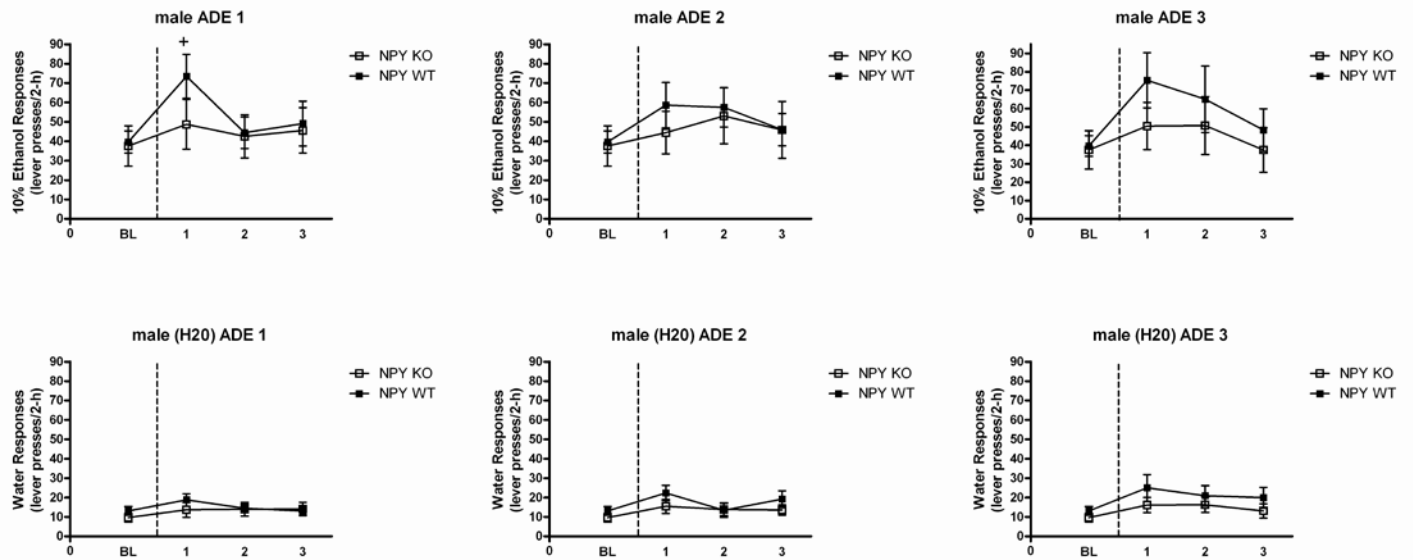 male ADE 1
+
10% Ethanol Responses
(lever presses/2-h)
90
80
70
60
50
40
30
20
10
0
0 BL 1 2 3
NPY KO
NPY WT
male ADE 2
10% Ethanol Responses
(lever presses/2-h)
90
80
70
60
50
40
30
20
10
0
0 BL 1 2 3
NPY KO
NPY WT
male ADE 3
10% Ethanol Responses
(lever presses/2-h)
90
80
70
60
50
40
30
20
10
0
0 BL 1 2 3
NPY KO
NPY WT
male (H20) ADE 1
Water Responses
(lever presses/2-h)
90
80
70
60
50
40
30
20
10
0
0 BL 1 2 3
NPY KO
NPY WT
male (H20) ADE 2
Water Responses
(lever presses/2-h)
90
80
70
60
50
40
30
20
10
0
0 BL 1 2 3
NPY KO
NPY WT
male (H20) ADE 3
Water Responses
(lever presses/2-h)
90
80
70
60
50
40
30
20
10
0
0 BL 1 2 3
NPY KO
NPY WT